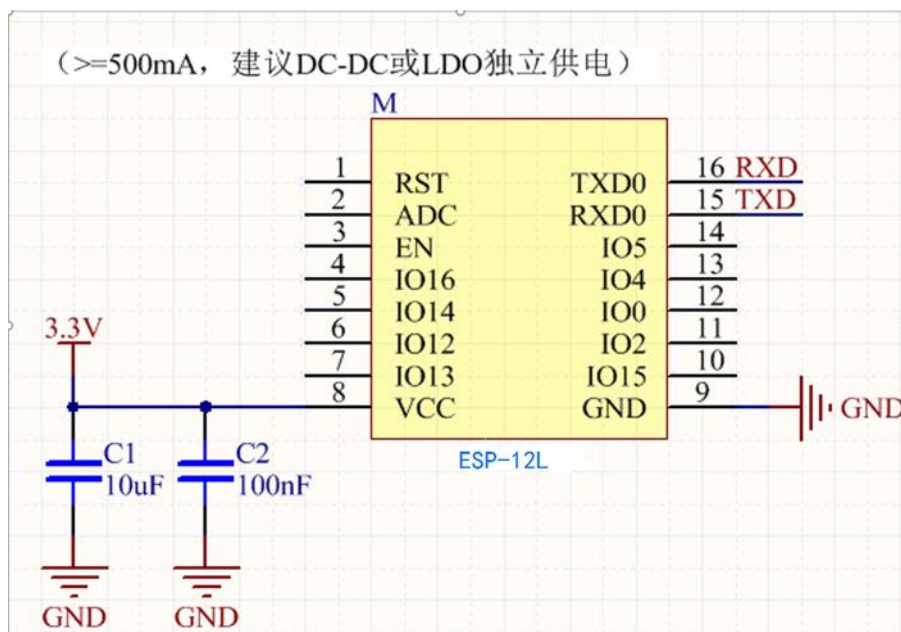 （>=500mA，建议DC-DC或LDO独立供电）
M
1 RST TXD0 16 RXD
2 ADC RXD0 15 TXD
3 EN IO5 14
4 IO16 IO4 13
5 IO14 IO0 12
6 IO12 IO2 11
7 IO13 IO15 10
8 VCC GND 9
3.3V
GND
ESP-12L
C1 C2
10uF 100nF
GND GND